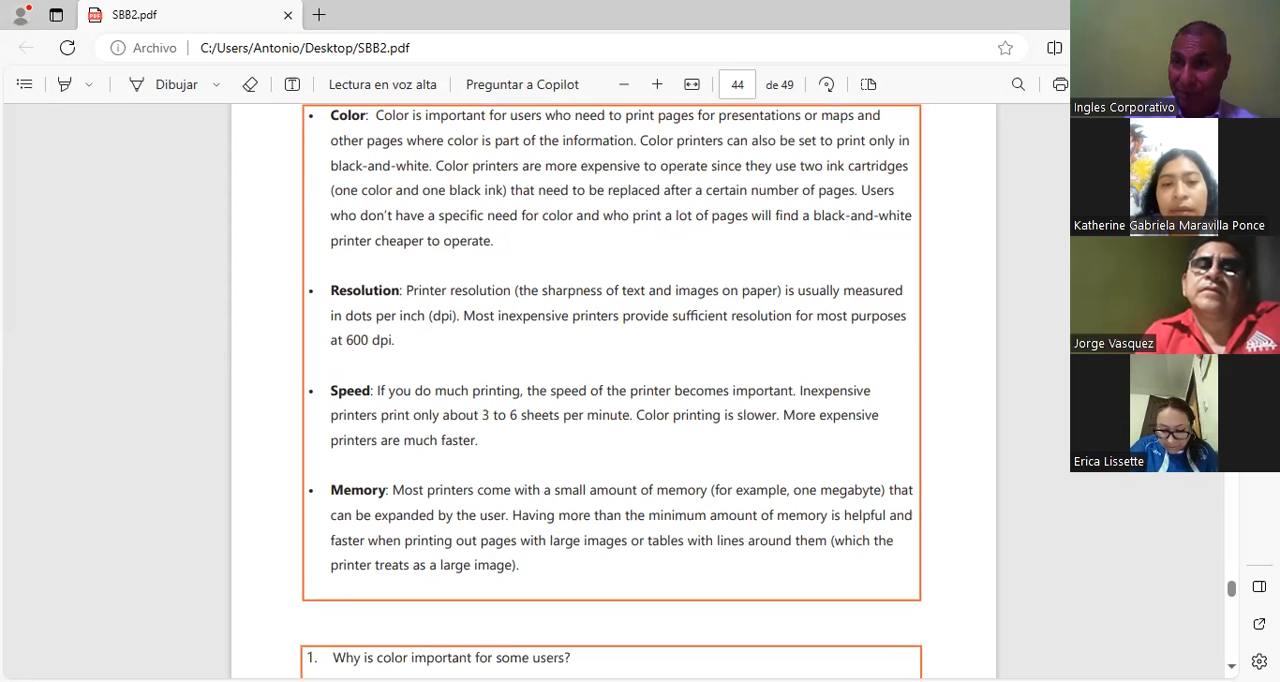 SBB2.pdf
Archivo C:/Users/Antonio/Desktop/SBB2.pdf
Dibujar Lectura en voz alta Preguntar a Copilot 44 de 49
• Color: Color is important for users who need to print pages for presentations or maps and
other pages where color is part of the information. Color printers can also be set to print only in
black-and-white. Color printers are more expensive to operate since they use two ink cartridges
(one color and one black ink) that need to be replaced after a certain number of pages. Users
who don't have a specific need for color and who print a lot of pages will find a black-and-white
printer cheaper to operate.
• Resolution: Printer resolution (the sharpness of text and images on paper) is usually measured
in dots per inch (dpi). Most inexpensive printers provide sufficient resolution for most purposes
at 600 dpi.
• Speed: If you do much printing, the speed of the printer becomes important. Inexpensive
printers print only about 3 to 6 sheets per minute. Color printing is slower. More expensive
printers are much faster.
• Memory: Most printers come with a small amount of memory (for example, one megabyte) that
can be expanded by the user. Having more than the minimum amount of memory is helpful and
faster when printing out pages with large images or tables with lines around them (which the
printer treats as a large image).
1. Why is color important for some users?
Ingles Corporativo
Katherine Gabriela Maravilla Ponce
Jorge Vasquez
Erica Lissette